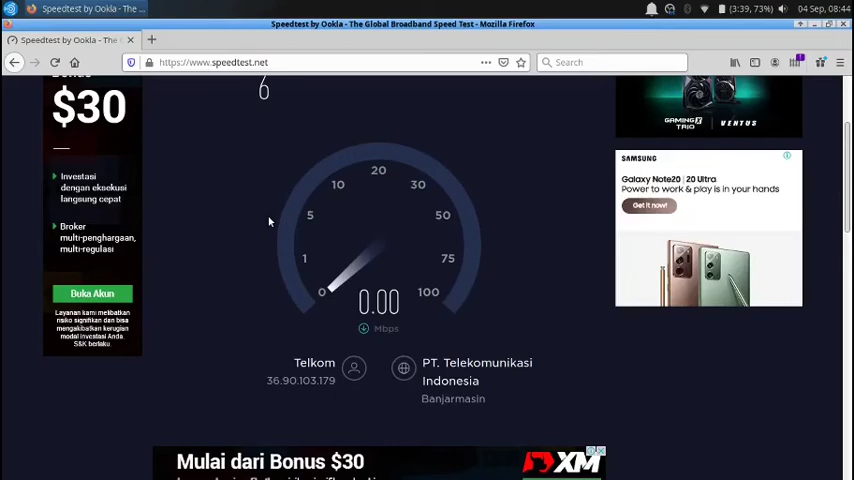 Speedtest by Ookla - The ...
(3:39, 73%)
04 Sep, 08:44
Speedtest by Ookla - The Global Broadband Speed Test - Mozilla Firefox
Speedtest by Ookla - The G
https://www.speedtest.net
Search
Bonus
$30
Investasi
dengan eksekusi
langsung cepat
Broker
multi-penghargaan,
multi-regulasi
Buka Akun
Layanan kami melibatkan
risiko signifikan dan bisa
mengakibatkan kerugian
modal investasi Anda.
S&K berlaku
6
0
1
5
10
20
30
50
75
100
0.00
Mbps
Telkom
36.90.103.179
PT. Telekomunikasi
Indonesia
Banjarmasin
GAMING X
TRIO
VENTUS
SAMSUNG
Galaxy Note20 | 20 Ultra
Power to work & play is in your
hands
Get it now!
Mulai dari Bonus $30
XM